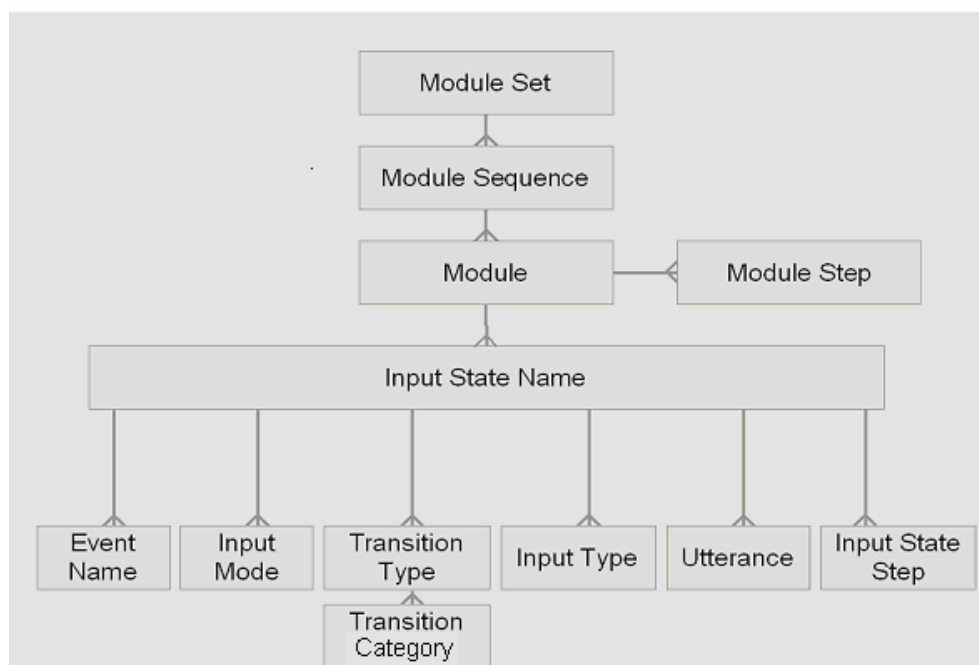 Module Set
Module Sequence
Module
Module Step
Input State Name
Event
Name
Input
Mode
Transition
Type
Input Type
Utterance
Input State
Step
Transition
Category